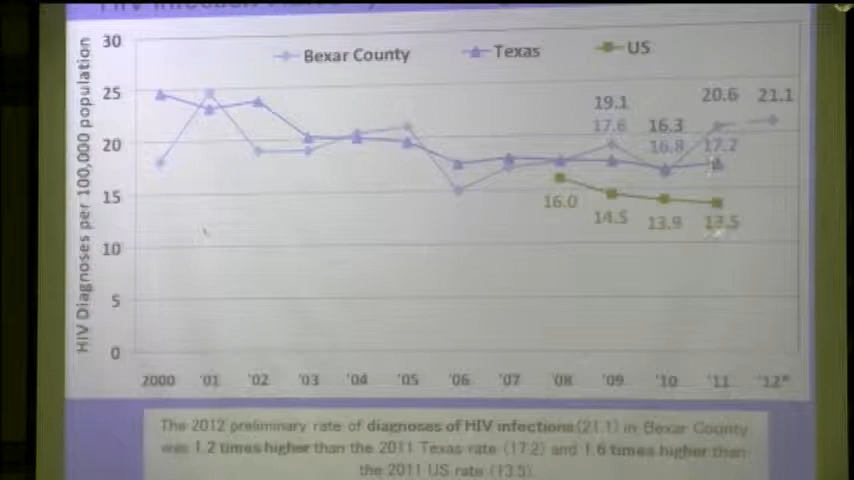 HIV Infection
HIV Diagnoses per 100,000 population
30
25
20
15
10
5
0
Bexar County
Texas
US
19.1
17.6
16.3
16.8
20.6
17.2
21.1
16.0
14.5
13.9
13.5
2000 '01 '02 '03 '04 '05 '06 '07 '08 '09 '10 '11 '12*
The 2012 preliminary rate of diagnoses of HIV infections (21.1) in Bexar County
was 1.2 times higher than the 2011 Texas rate (17.2) and 1.6 times higher than
the 2011 US rate (13.5).